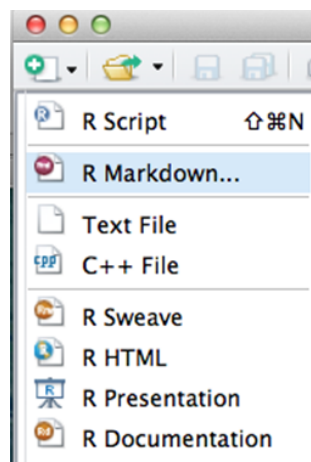 R Script ⇧⌘N
R Markdown...
Text File
C++ File
R Sweave
R HTML
R Presentation
R Documentation